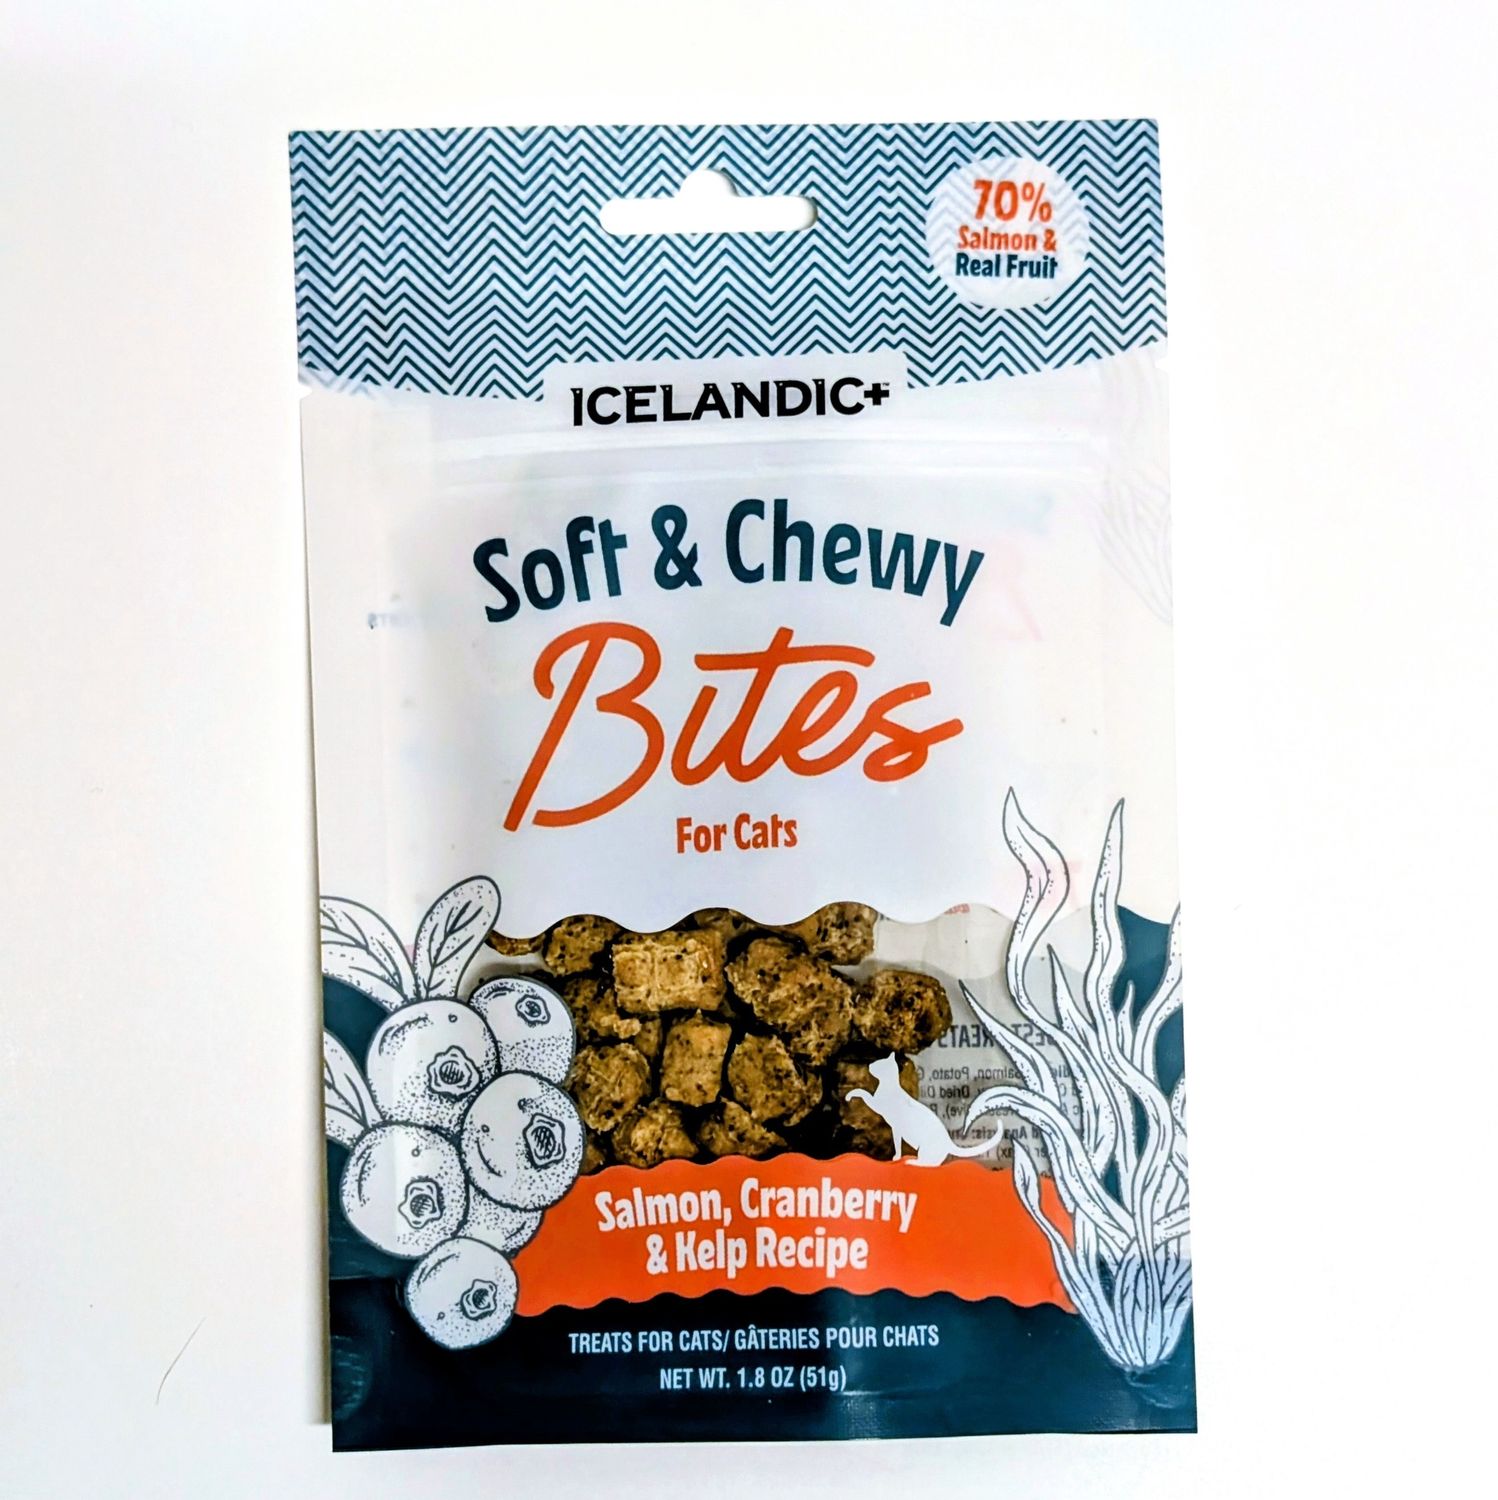 70%
Salmon &
Real Fruit
ICELANDIC+™
Soft & Chewy
Bites
For Cats
Salmon, Cranberry
& Kelp Recipe
TREATS FOR CATS/ GÂTERIES POUR CHATS
NET WT. 1.8 OZ (51g)